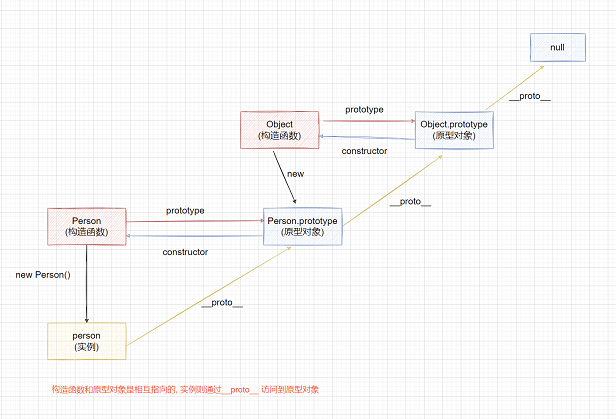 null
__proto__
prototype
Object
(构造函数)
Object.prototype
(原型对象)
constructor
new
__proto__
prototype
Person
(构造函数)
Person.prototype
(原型对象)
constructor
new Person()
__proto__
person
(实例)
构造函数和原型对象是相互指向的, 实例则通过__proto__ 访问到原型对象